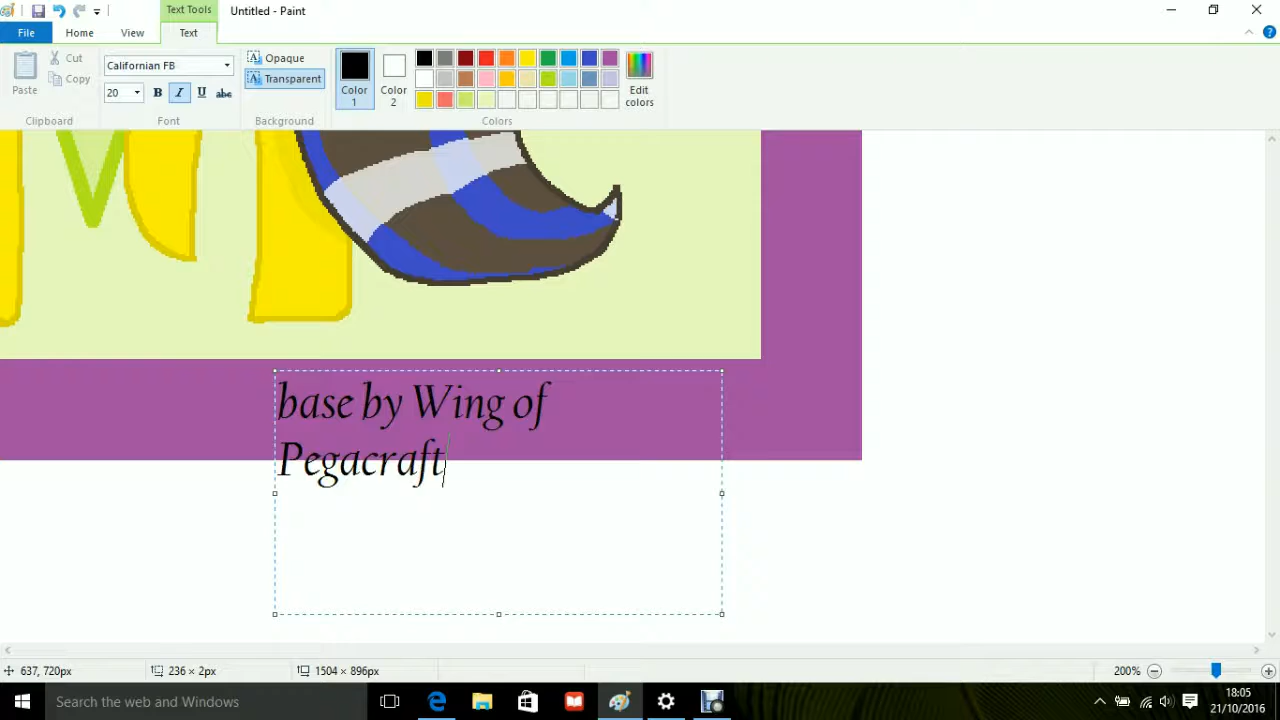 Text Tools
Untitled - Paint
File
Home
View
Text
Paste
Cut
Copy
Clipboard
Californian FB
20
B
I
U
abc
Font
Opaque
Transparent
Background
Color 1
Color 2
Edit colors
Colors
base by Wing of
Pegacraft
637, 720px
236 × 2px
1504 × 896px
200%
Search the web and Windows
18:05
21/10/2016